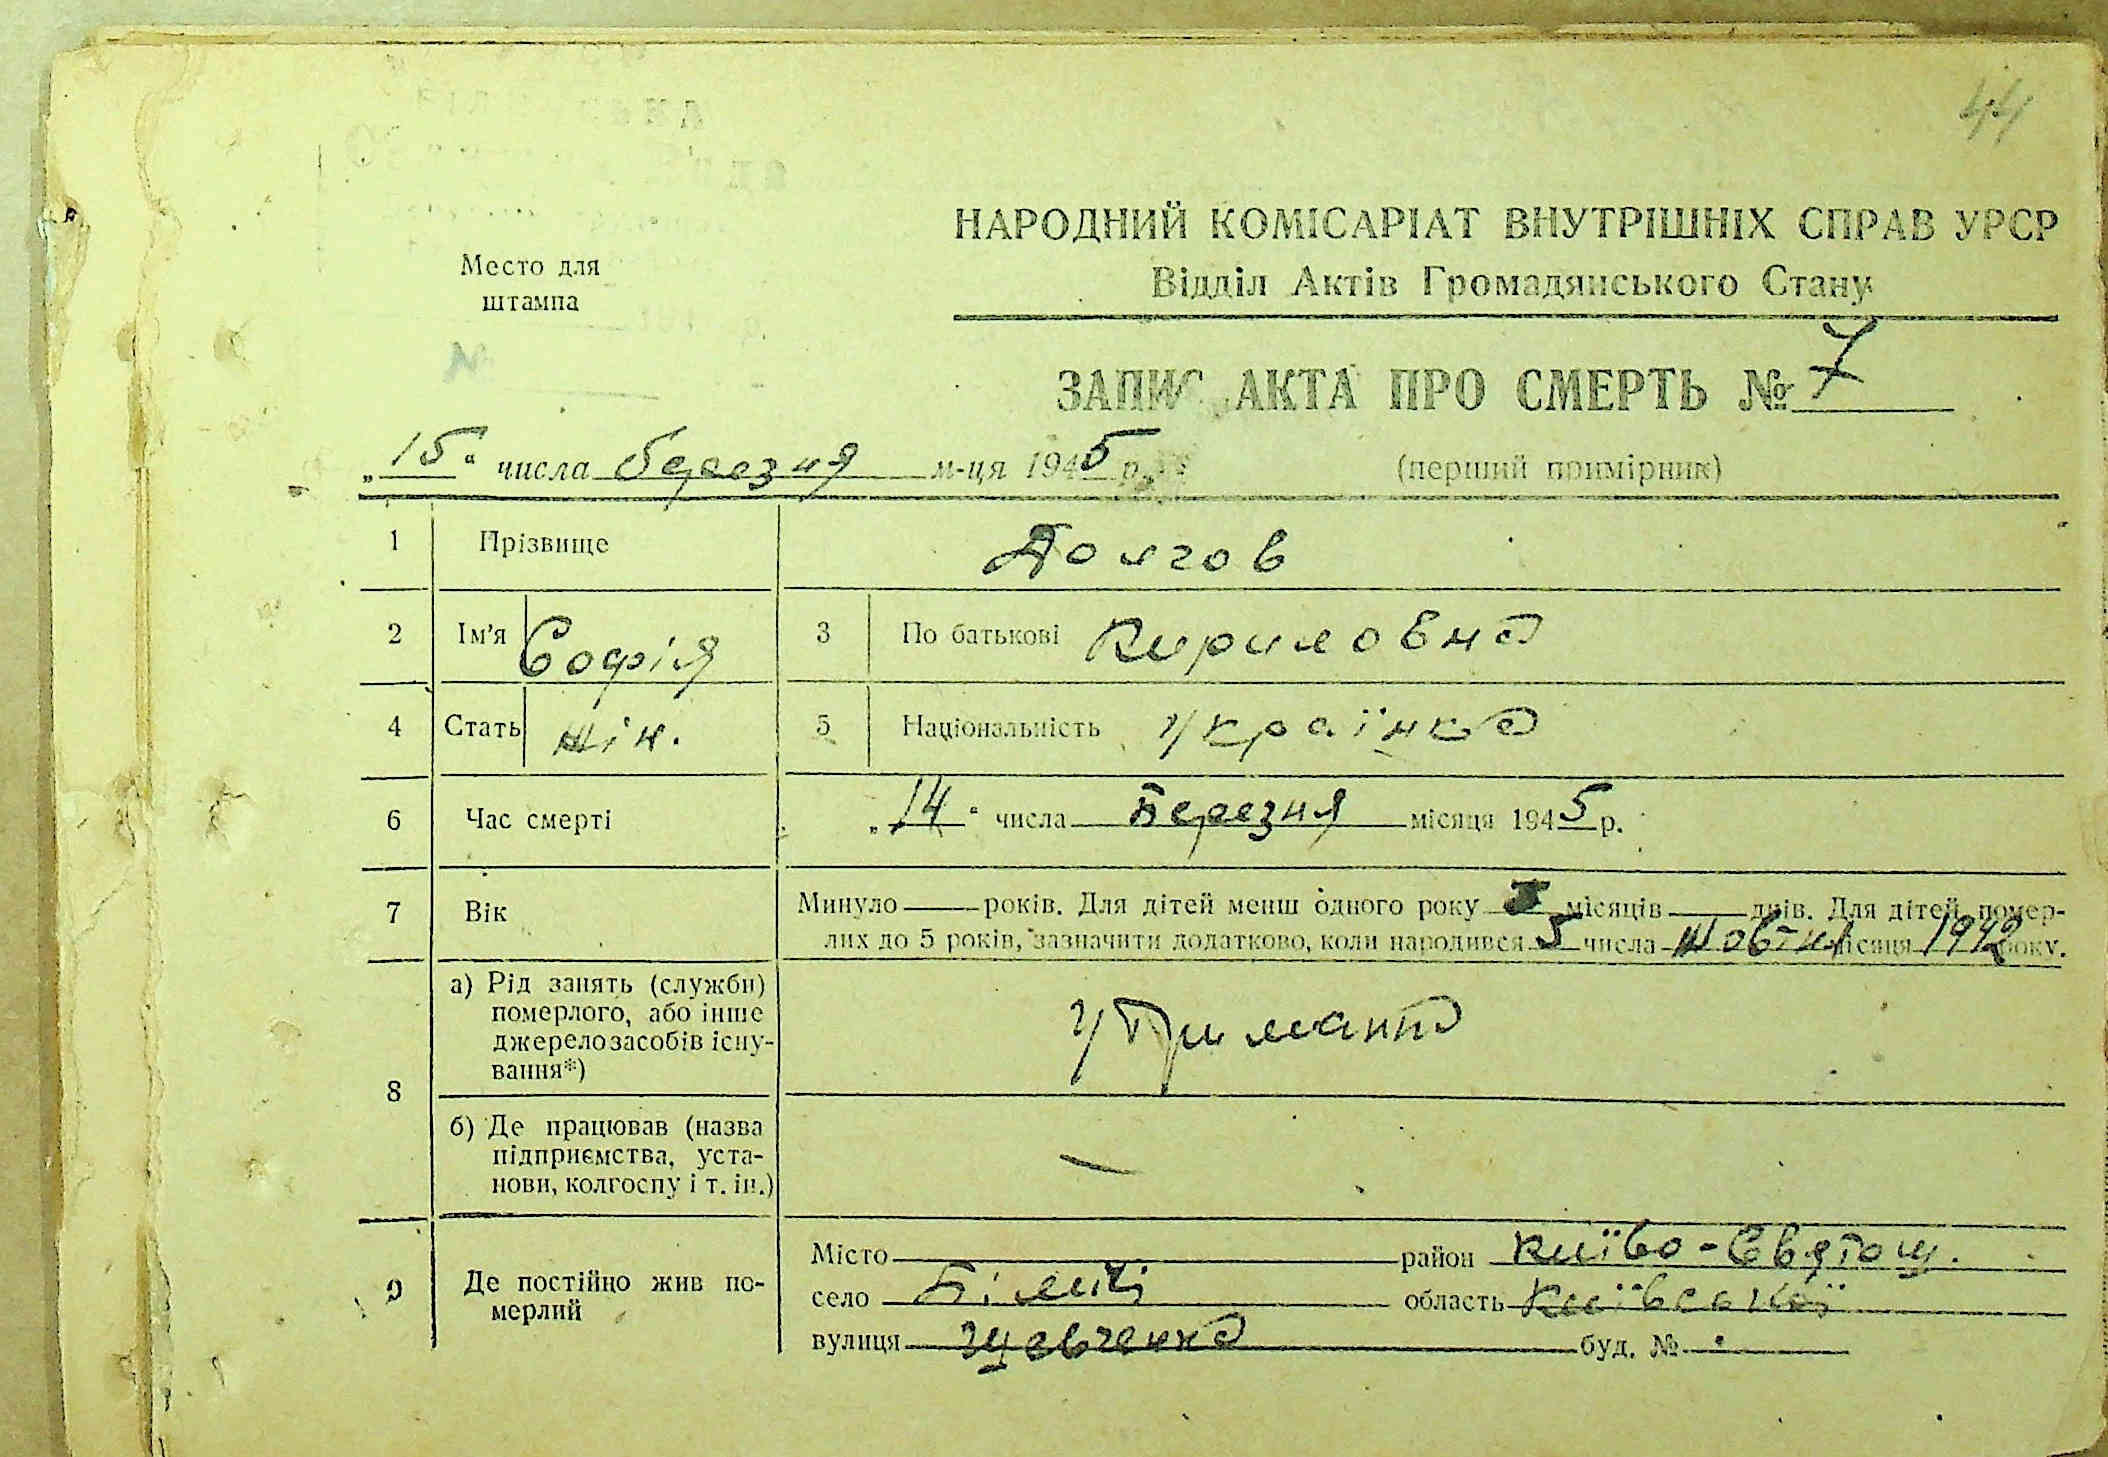 44
НАРОДНИЙ КОМІСАРІАТ ВНУТРІШНІХ СПРАВ УРСР
Відділ Актів Громадянського Стану
Место для
штампа
ЗАПИС АКТА ПРО СМЕРТЬ № 7
„15“ числа березня м-ця 1945 р.
(перший примірник)
1 Прізвище Долгов
2 Ім'я Софія 3 По батькові Кириловна
4 Стать жін. 5 Національність Українка
6 Час смерті „14“ числа Березня місяця 1945 р.
7 Вік Минуло — років. Для дітей менш одного року місяців — днів. Для дітей, помер-
лих до 5 років, зазначити додатково, коли народився 5 числа Жовтня місяця 1942 року.
8 а) Рід занять (служби)
померлого, або інше
джерело засобів існу-
вання*)
Утриманка
б) Де працював (назва
підприємства, уста-
нови, колгоспу і т. ін.)
—
9 Де постійно жив по-
мерлий
Місто район Києво-Святош.
село область Київської
вулиця Шевченка буд. №